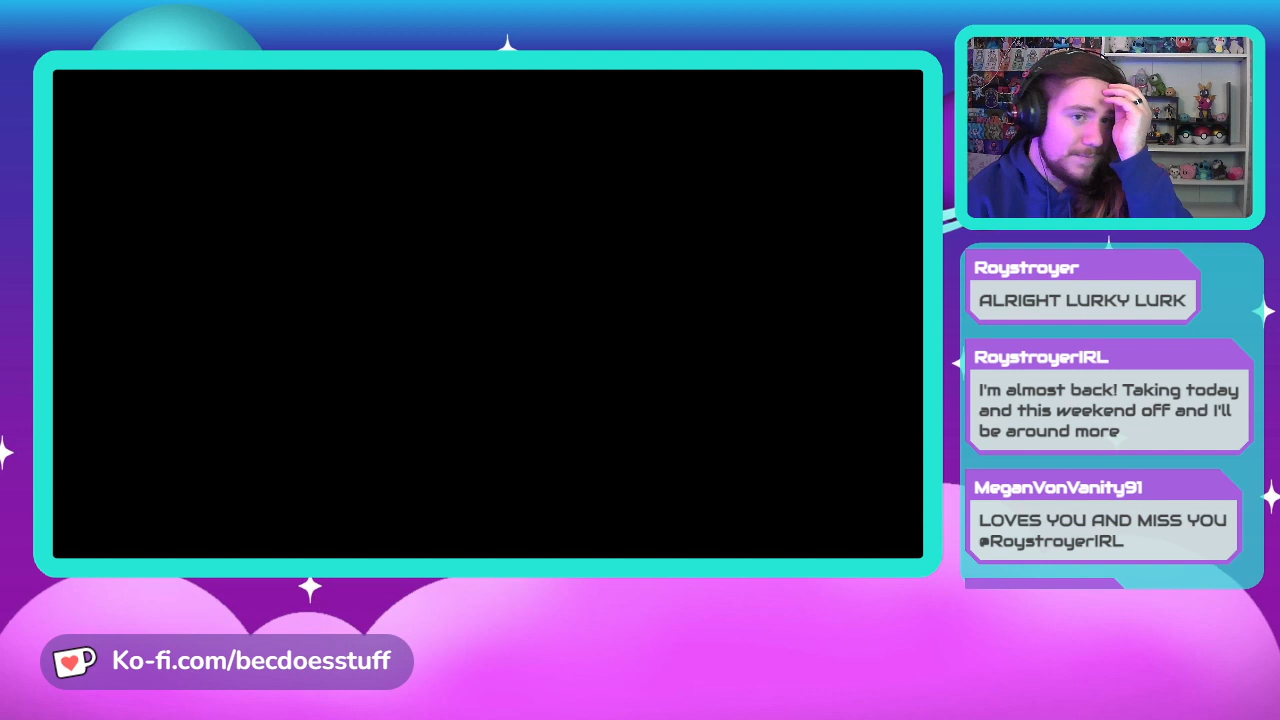 Roystroyer
ALRIGHT LURKY LURK
RoystroyerIRL
I'm almost back! Taking today
and this weekend off and I'll
be around more
MeganVonVanity91
LOVES YOU AND MISS YOU
@RoystroyerIRL
Ko-fi.com/becdoesstuff